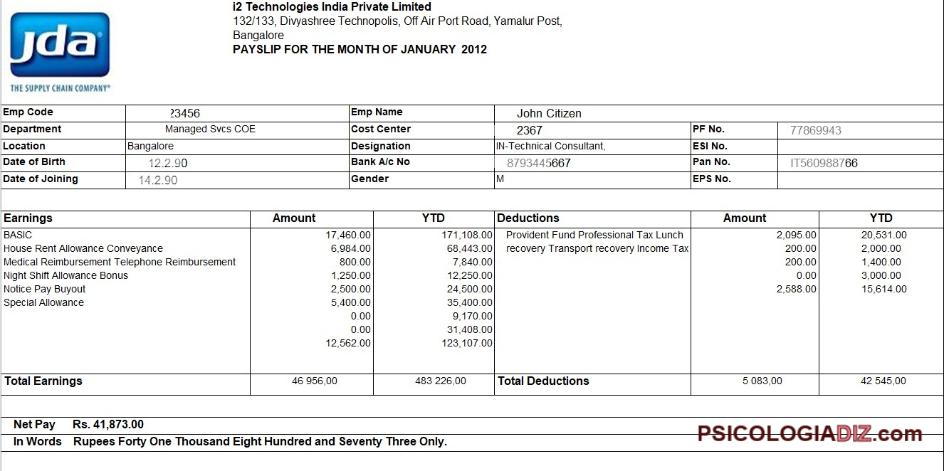 i2 Technologies India Private Limited
132/133, Divyashree Technopolis, Off Air Port Road, Yamalur Post,
Bangalore
PAYSLIP FOR THE MONTH OF JANUARY 2012
jda
THE SUPPLY CHAIN COMPANY®
Emp Code 23456 Emp Name John Citizen
Department Managed Svcs COE Cost Center 2367 PF No. 77869943
Location Bangalore Designation IN-Technical Consultant, ESI No.
Date of Birth 12.2.90 Bank A/c No 8793445667 Pan No. IT560988766
Date of Joining 14.2.90 Gender M EPS No.
Earnings Amount YTD Deductions Amount YTD
BASIC 17,460.00 171,108.00 Provident Fund Professional Tax Lunch 2,095.00 20,531.00
House Rent Allowance Conveyance 6,984.00 68,443.00 recovery Transport recovery Income Tax 200.00 2,000.00
Medical Reimbursement Telephone Reimbursement 800.00 7,840.00 200.00 1,400.00
Night Shift Allowance Bonus 1,250.00 12,250.00 0.00 3,000.00
Notice Pay Buyout 2,500.00 24,500.00 2,588.00 15,614.00
Special Allowance 5,400.00 35,400.00
0.00 9,170.00
0.00 31,408.00
12,562.00 123,107.00
Total Earnings 46 956,00 483 226,00 Total Deductions 5 083,00 42 545,00
Net Pay Rs. 41,873.00
In Words Rupees Forty One Thousand Eight Hundred and Seventy Three Only.
PSICOLOGIADIZ.com